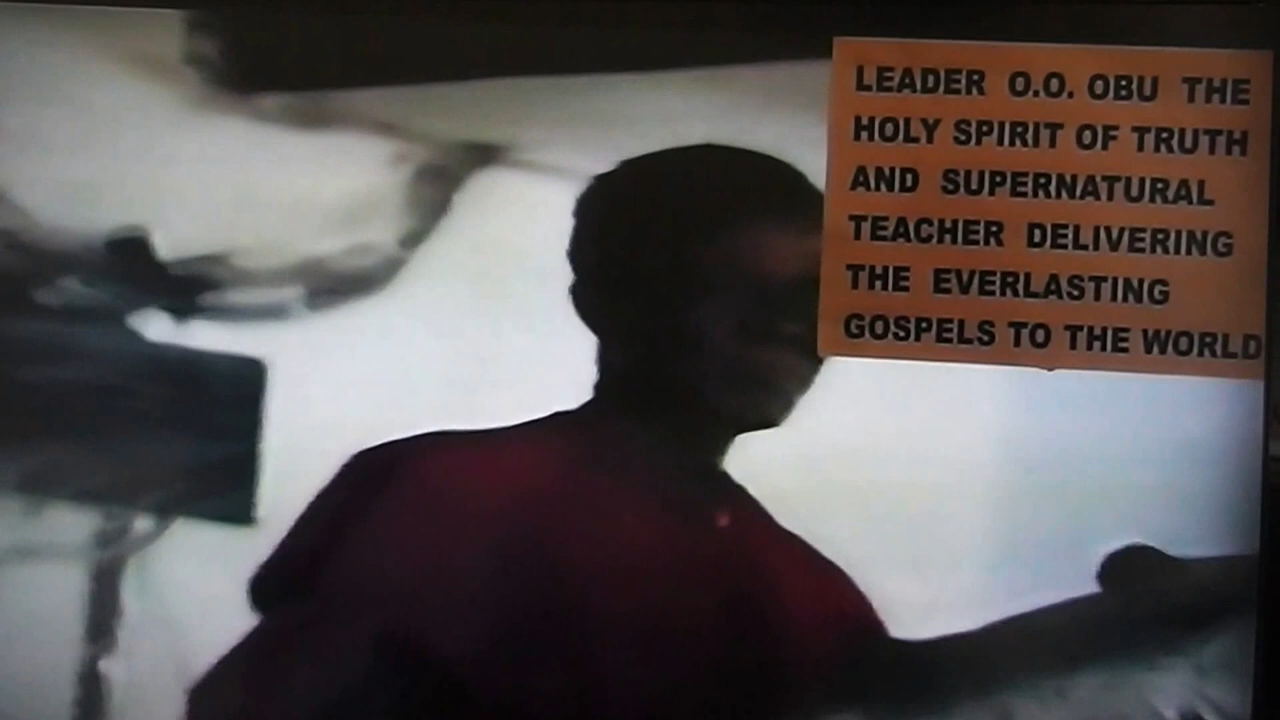 LEADER O.O. OBU THE
HOLY SPIRIT OF TRUTH
AND SUPERNATURAL
TEACHER DELIVERING
THE EVERLASTING
GOSPELS TO THE WORLD